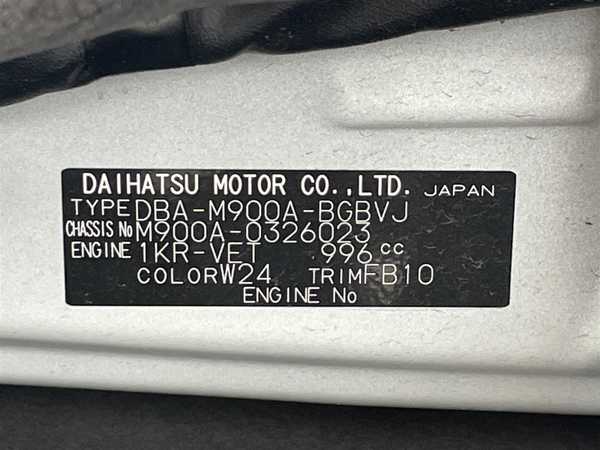 DAIHATSU MOTOR CO.,LTD. JAPAN
TYPE DBA-M900A-BGBVJ
CHASSIS No M900A-0326023
ENGINE 1KR-VET 996 cc
COLOR W24 TRIM FB10
ENGINE No